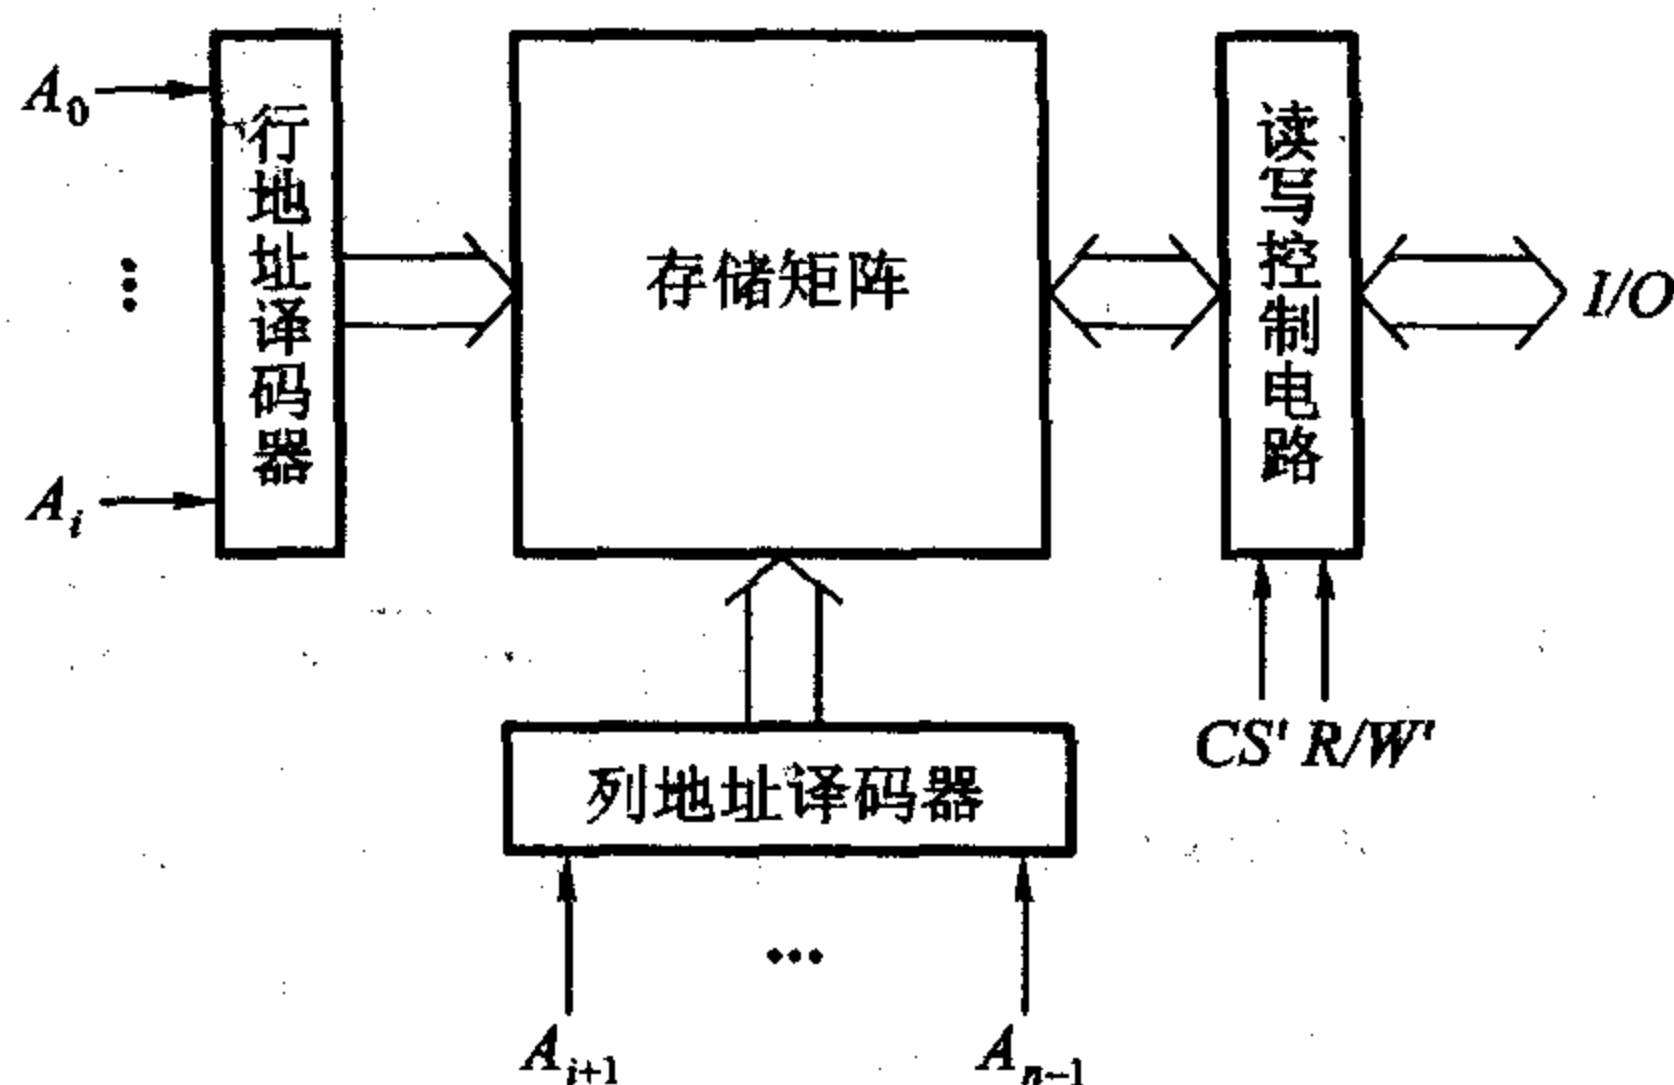 A₀
行地址译码器
...
Aᵢ
存储矩阵
读写控制电路
I/O
CS' R/W'
列地址译码器
...
Aᵢ₊₁
Aₙ₋₁